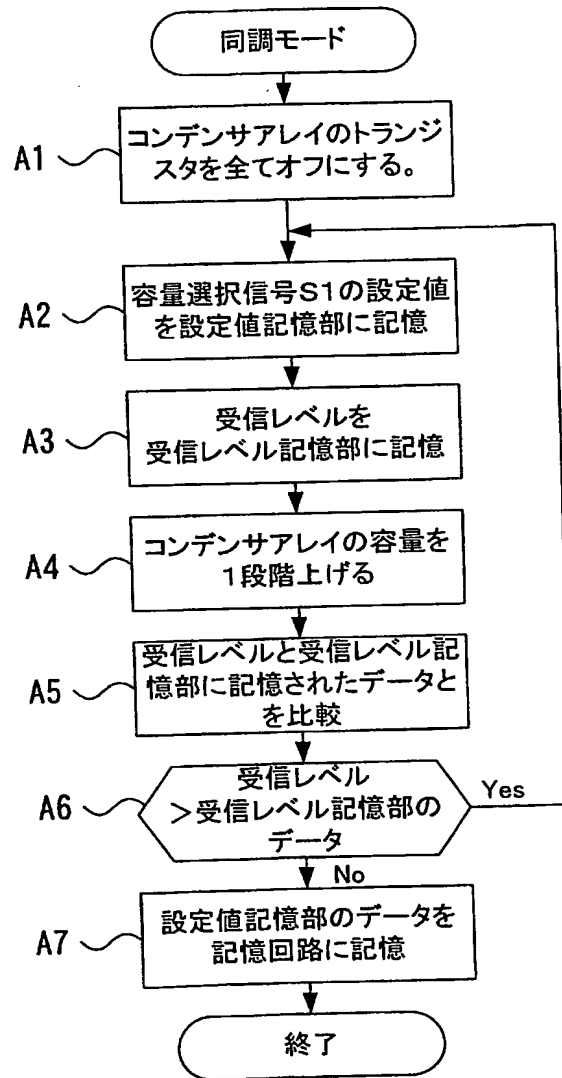 同調モード
A1
コンデンサアレイのトランジ
スタを全てオフにする。
A2
容量選択信号S1の設定値
を設定値記憶部に記憶
A3
受信レベルを
受信レベル記憶部に記憶
A4
コンデンサアレイの容量を
1段階上げる
A5
受信レベルと受信レベル記
憶部に記憶されたデータと
を比較
A6
受信レベル
>受信レベル記憶部の
データ
Yes
No
A7
設定値記憶部のデータを
記憶回路に記憶
終了